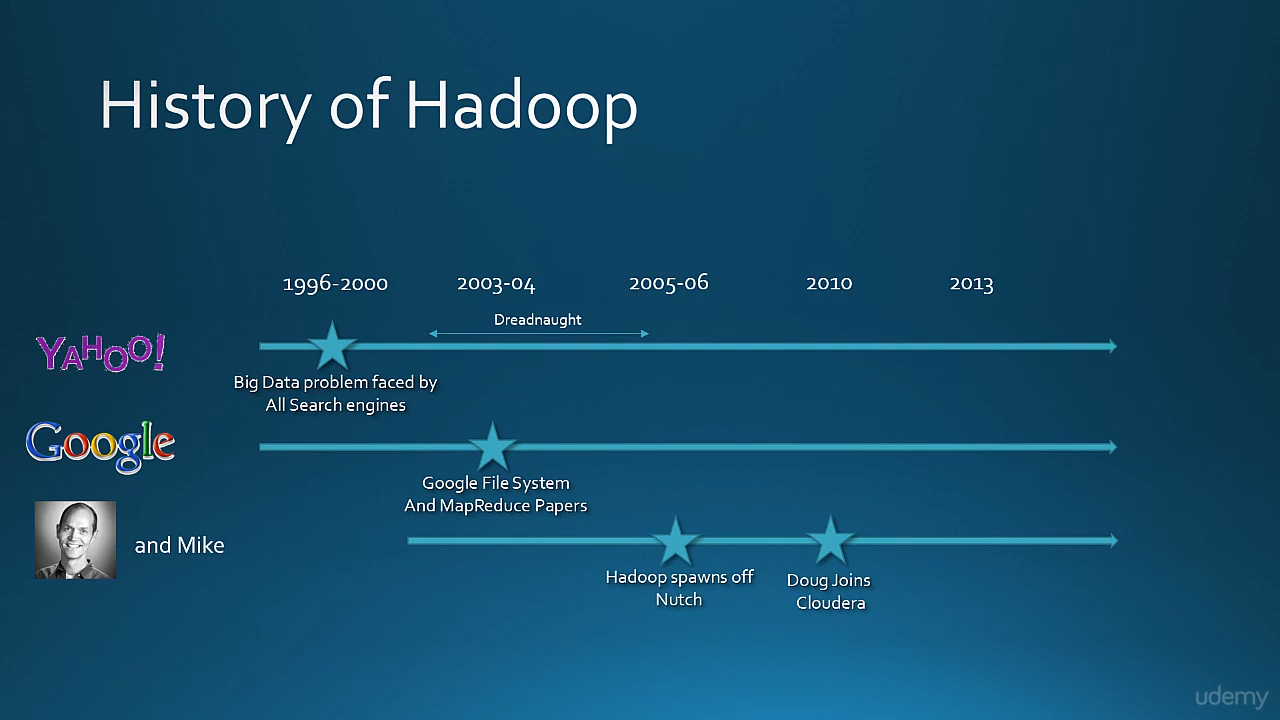 History of Hadoop
1996-2000 2003-04 2005-06 2010 2013
Dreadnaught
YAHOO!
Big Data problem faced by
All Search engines
Google
Google File System
And MapReduce Papers
and Mike
Hadoop spawns off
Nutch
Doug Joins
Cloudera
udemy